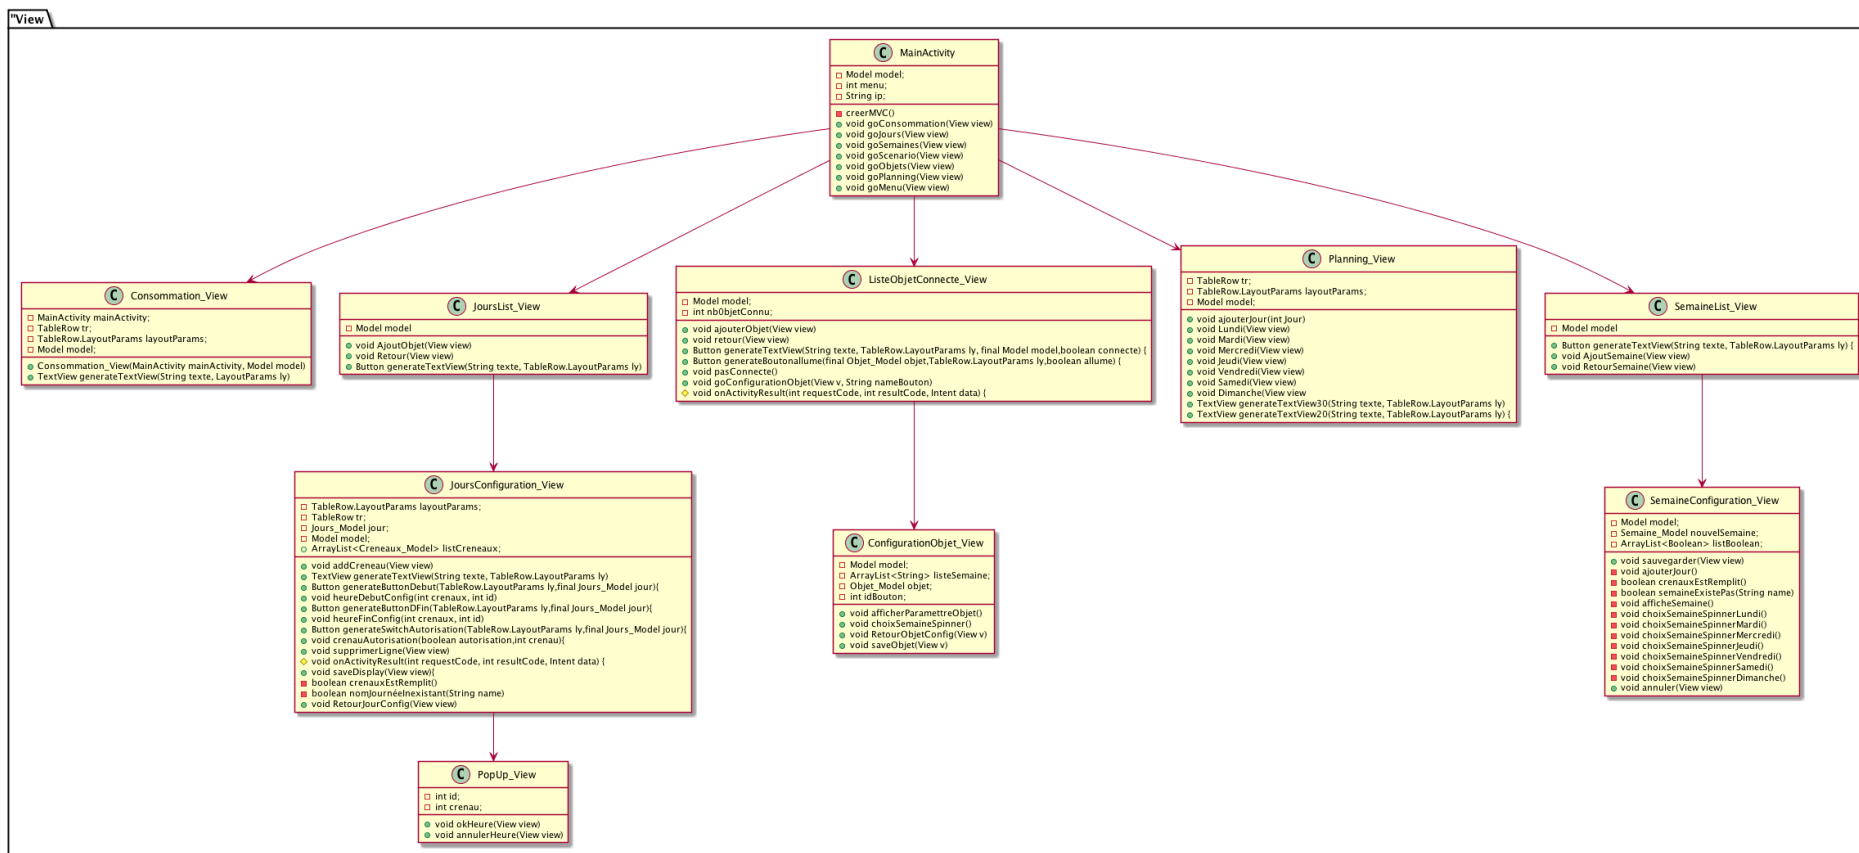 "View
C MainActivity
Model model;
int menu;
String ip;
creerMVC()
void goConsommation(View view)
void goJours(View view)
void goSemaines(View view)
void goScenario(View view)
void goObjets(View view)
void goPlanning(View view)
void goMenu(View view)
C Consommation_View
MainActivity mainActivity;
TableRow tr;
TableRow.LayoutParams layoutParams;
Model model;
Consommation_View(MainActivity mainActivity, Model model)
TextView generateTextView(String texte, LayoutParams ly)
C JoursList_View
Model model
void AjoutObjet(View view)
void Retour(View view)
Button generateTextView(String texte, TableRow.LayoutParams ly)
C ListeObjetConnecte_View
Model model;
int nbObjetConnu;
void ajouterObjet(View view)
void retour(View view)
Button generateTextView(String texte, TableRow.LayoutParams ly, final Model model,boolean connecte) {
Button generateBoutonallume(final Objet_Model objet,TableRow.LayoutParams ly,boolean allume) {
void pasConnecte()
void goConfigurationObjet(View v, String nameBouton)
void onActivityResult(int requestCode, int resultCode, Intent data) {
C Planning_View
TableRow tr;
TableRow.LayoutParams layoutParams;
Model model;
void ajouterJour(int Jour)
void Lundi(View view)
void Mardi(View view)
void Mercredi(View view)
void Jeudi(View view)
void Vendredi(View view)
void Samedi(View view)
void Dimanche(View view
TextView generateTextView30(String texte, TableRow.LayoutParams ly)
TextView generateTextView20(String texte, TableRow.LayoutParams ly) {
C SemaineList_View
Model model
Button generateTextView(String texte, TableRow.LayoutParams ly) {
void AjoutSemaine(View view)
void RetourSemaine(View view)
C JoursConfiguration_View
TableRow.LayoutParams layoutParams;
TableRow tr;
Jours_Model jour;
Model model;
ArrayList<Creneaux_Model> listCreneaux;
void addCreneau(View view)
TextView generateTextView(String texte, TableRow.LayoutParams ly)
Button generateButtonDebut(TableRow.LayoutParams ly,final Jours_Model jour){
void heureDebutConfig(int crenaux, int id)
Button generateButtonDFin(TableRow.LayoutParams ly,final Jours_Model jour){
void heureFinConfig(int crenaux, int id)
Button generateSwitchAutorisation(TableRow.LayoutParams ly,final Jours_Model jour){
void crenauAutorisation(boolean autorisation,int crenau){
void supprimerLigne(View view)
void onActivityResult(int requestCode, int resultCode, Intent data) {
void saveDisplay(View view){
boolean crenauxEstRemplit()
boolean nomJournéeInexistant(String name)
void RetourJourConfig(View view)
C ConfigurationObjet_View
Model model;
ArrayList<String> listeSemaine;
Objet_Model objet;
int idBouton;
void afficherParamettreObjet()
void choixSemaineSpinner()
void RetourObjetConfig(View v)
void saveObjet(View v)
C SemaineConfiguration_View
Model model;
Semaine_Model nouvelSemaine;
ArrayList<Boolean> listBoolean;
void sauvegarder(View view)
void ajouterJour()
boolean crenauxEstRemplit()
boolean semaineExistePas(String name)
void afficheSemaine()
void choixSemaineSpinnerLundi()
void choixSemaineSpinnerMardi()
void choixSemaineSpinnerMercredi()
void choixSemaineSpinnerJeudi()
void choixSemaineSpinnerVendredi()
void choixSemaineSpinnerSamedi()
void choixSemaineSpinnerDimanche()
void annuler(View view)
C PopUp_View
int id;
int crenau;
void okHeure(View view)
void annulerHeure(View view)